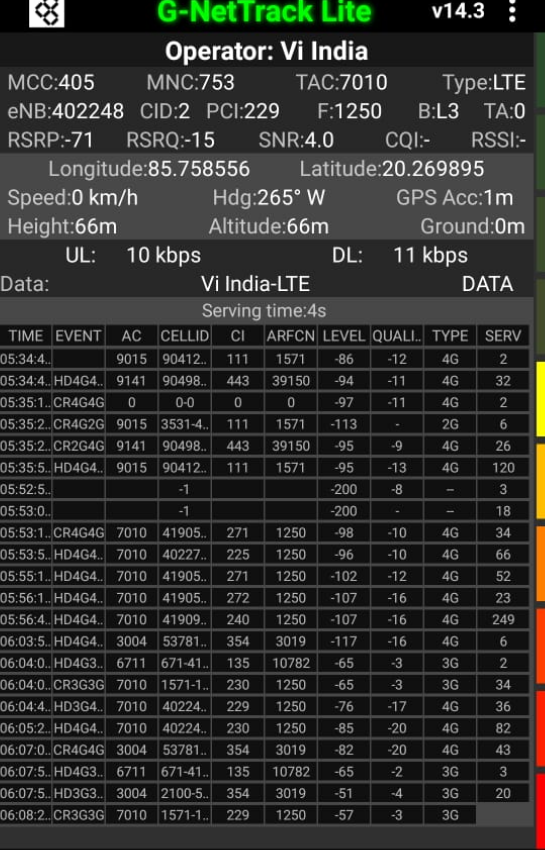 G-NetTrack Lite v14.3
Operator: Vi India
MCC:405 MNC:753 TAC:7010 Type:LTE
eNB:402248 CID:2 PCI:229 F:1250 B:L3 TA:0
RSRP:-71 RSRQ:-15 SNR:4.0 CQI:- RSSI:-
Longitude:85.758556 Latitude:20.269895
Speed:0 km/h Hdg:265° W GPS Acc:1m
Height:66m Altitude:66m Ground:0m
UL: 10 kbps DL: 11 kbps
Data: Vi India-LTE DATA
Serving time:4s
TIME EVENT AC CELLID CI ARFCN LEVEL QUALI.. TYPE SERV
05:34:4.. 9015 90412.. 111 1571 -86 -12 4G 2
05:34:4.. HD4G4.. 9141 90498.. 443 39150 -94 -11 4G 32
05:35:1.. CR4G4G 0 0-0 0 0 -97 -11 4G 2
05:35:2.. CR4G2G 9015 3531-4.. 111 1571 -113 - 2G 6
05:35:2.. CR2G4G 9141 90498.. 443 39150 -95 -9 4G 26
05:35:5.. HD4G4.. 9015 90412.. 111 1571 -95 -13 4G 120
05:52:5.. -1 -200 -8 -- 3
05:53:0.. -1 -200 - -- 18
05:53:1.. CR4G4G 7010 41905.. 271 1250 -98 -10 4G 34
05:53:5.. HD4G4.. 7010 40227.. 225 1250 -96 -10 4G 66
05:55:1.. HD4G4.. 7010 41905.. 271 1250 -102 -12 4G 52
05:56:1.. HD4G4.. 7010 41905.. 272 1250 -107 -16 4G 23
05:56:4.. HD4G4.. 7010 41909.. 240 1250 -107 -16 4G 249
06:03:5.. HD4G4.. 3004 53781.. 354 3019 -117 -16 4G 6
06:04:0.. HD4G3.. 6711 671-41.. 135 10782 -65 -3 3G 2
06:04:0.. CR3G3G 7010 1571-1.. 230 1250 -65 -3 3G 34
06:04:4.. HD3G4.. 7010 40224.. 229 1250 -76 -17 4G 36
06:05:2.. HD4G4.. 7010 40224.. 230 1250 -85 -20 4G 82
06:07:0.. CR4G4G 3004 53781.. 354 3019 -82 -20 4G 43
06:07:5.. HD4G3.. 6711 671-41.. 135 10782 -65 -2 3G 3
06:07:5.. HD3G3.. 3004 2100-5.. 354 3019 -51 -4 3G 20
06:08:2.. CR3G3G 7010 1571-1.. 229 1250 -57 -3 3G